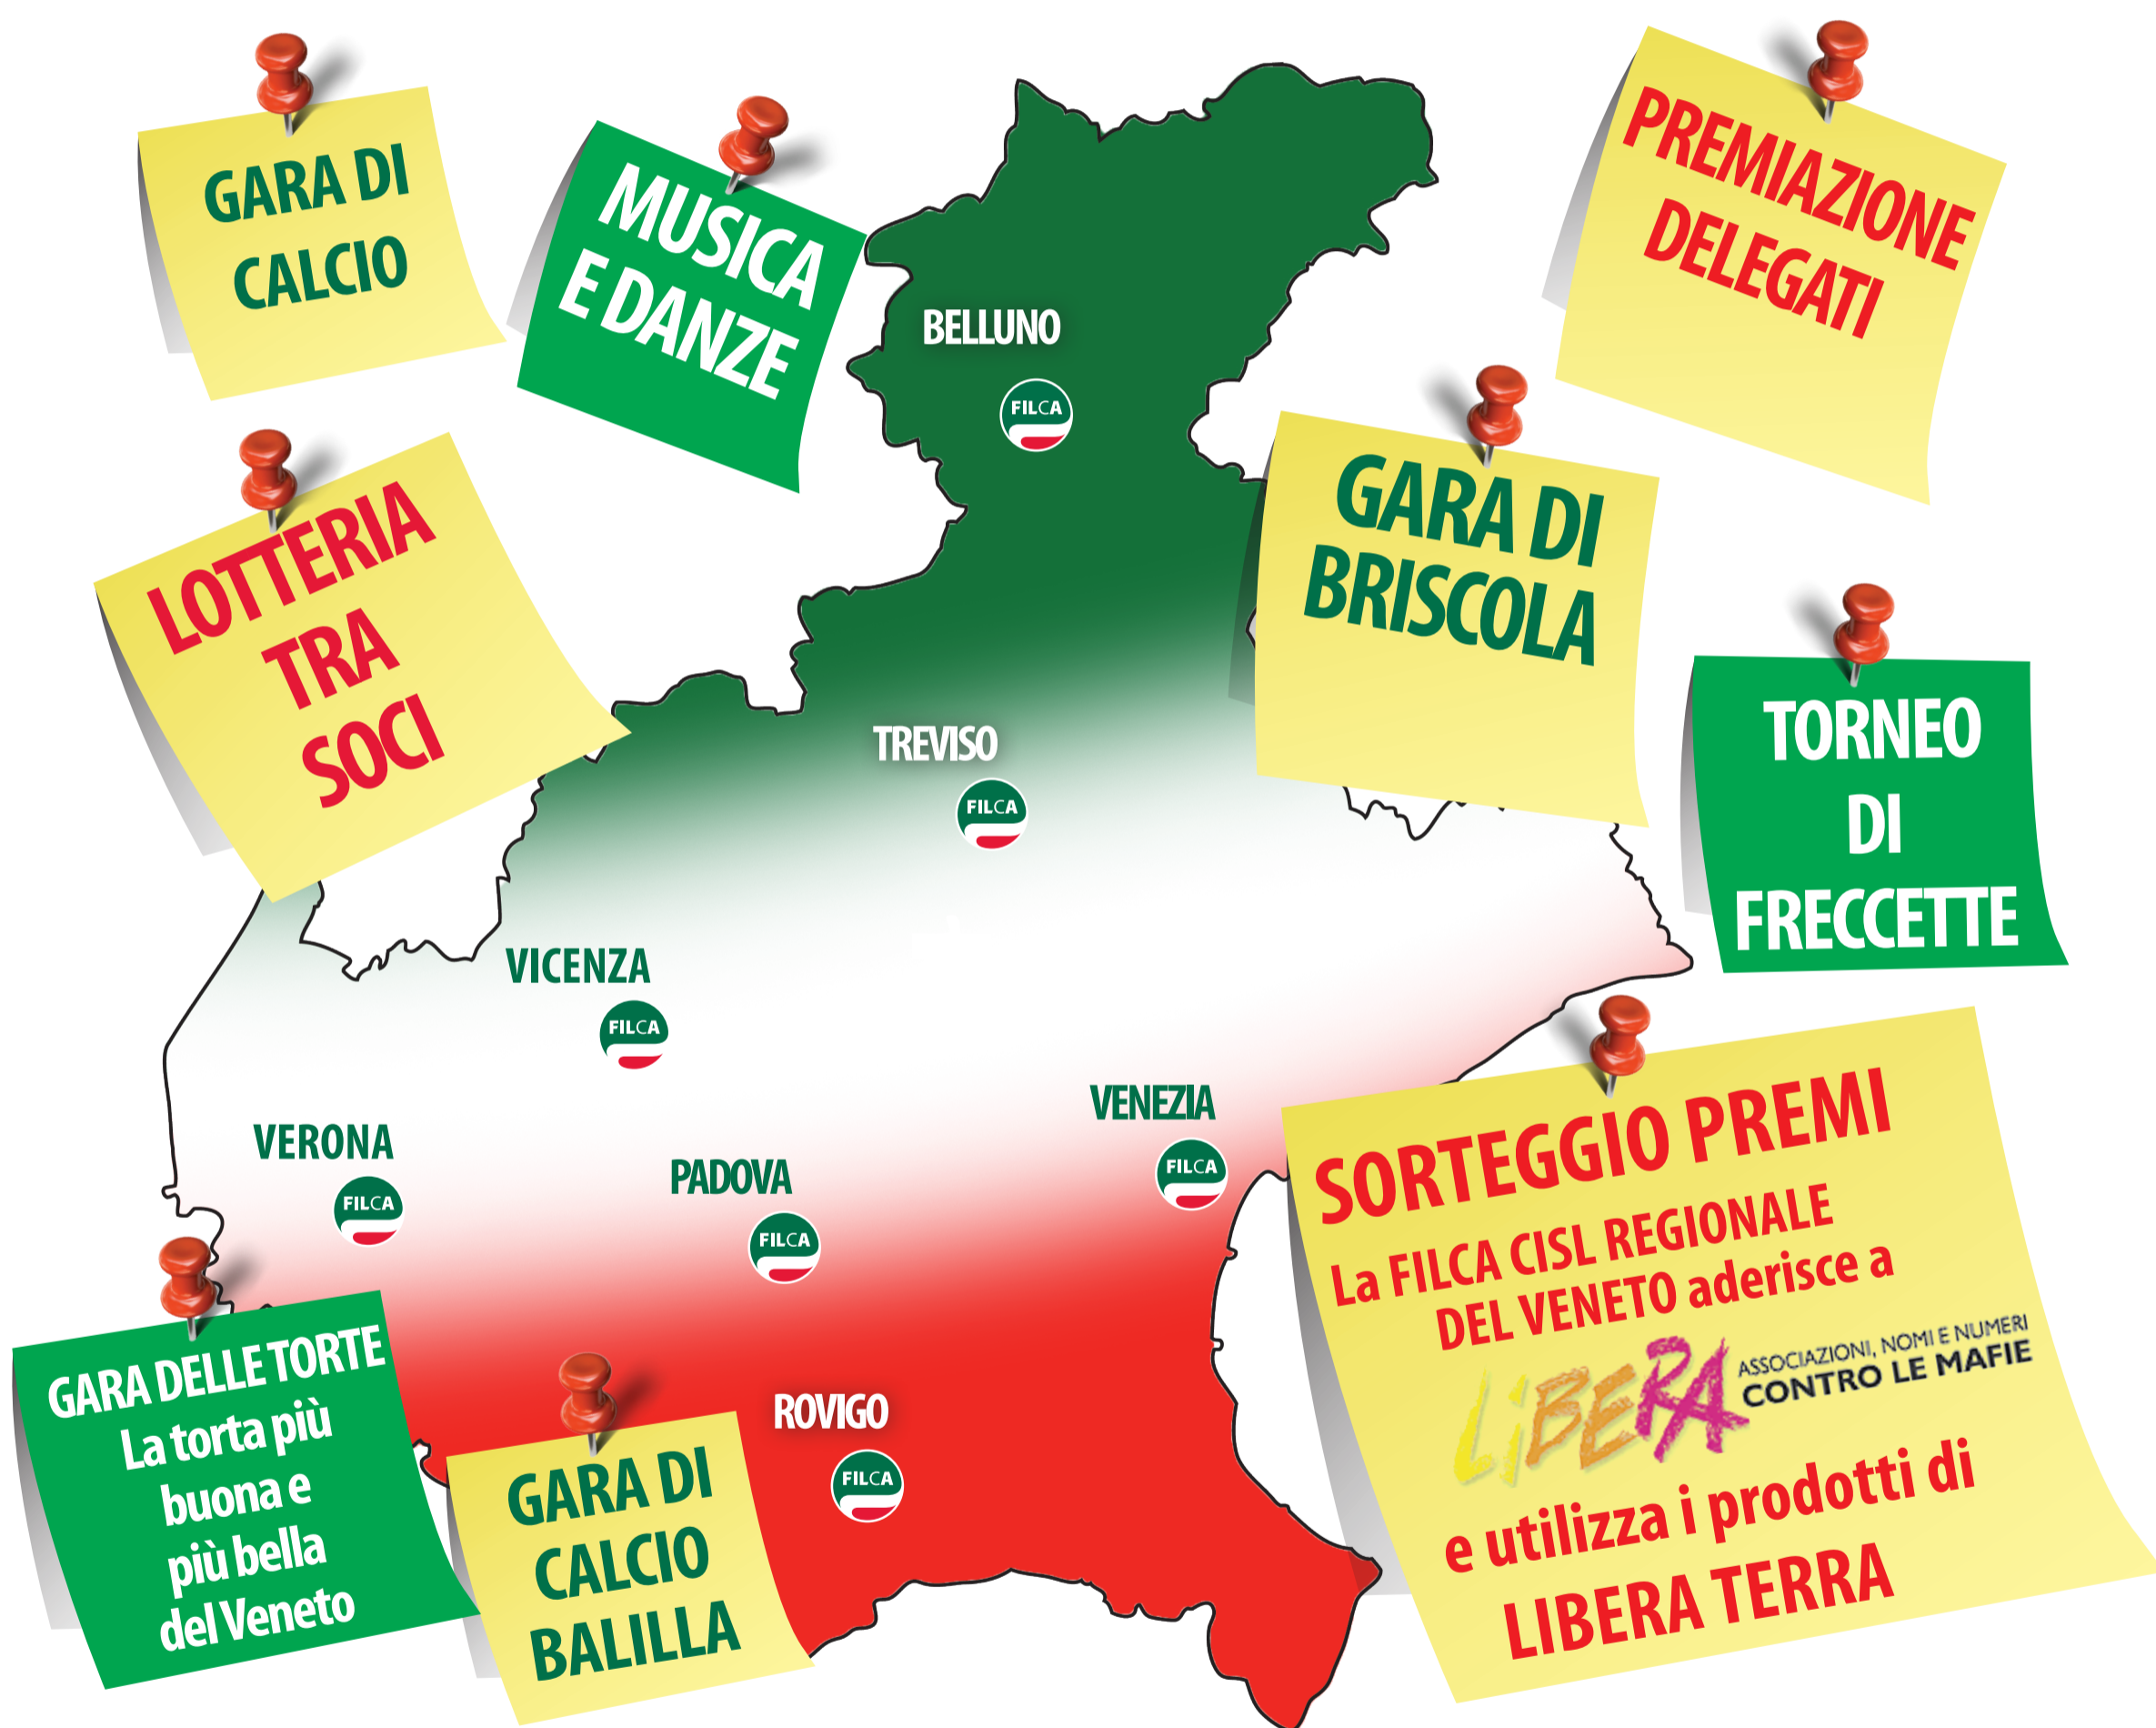 GARA DI
CALCIO
MUSICA
E DANZE
PREMIAZIONE
DELEGATI
BELLUNO
FILCA
LOTTERIA
TRA
SOCI
GARA DI
BRISCOLA
TORNEO
DI
FRECCETTE
TREVISO
FILCA
VICENZA
FILCA
VERONA
FILCA
PADOVA
FILCA
VENEZIA
FILCA
SORTEGGIO PREMI
La FILCA CISL REGIONALE
DEL VENETO aderisce a
LiBERA
ASSOCIAZIONI, NOMI E NUMERI
CONTRO LE MAFIE
e utilizza i prodotti di
LIBERA TERRA
GARA DELLE TORTE
La torta più
buona e
più bella
del Veneto
GARA DI
CALCIO
BALILLA
ROVIGO
FILCA